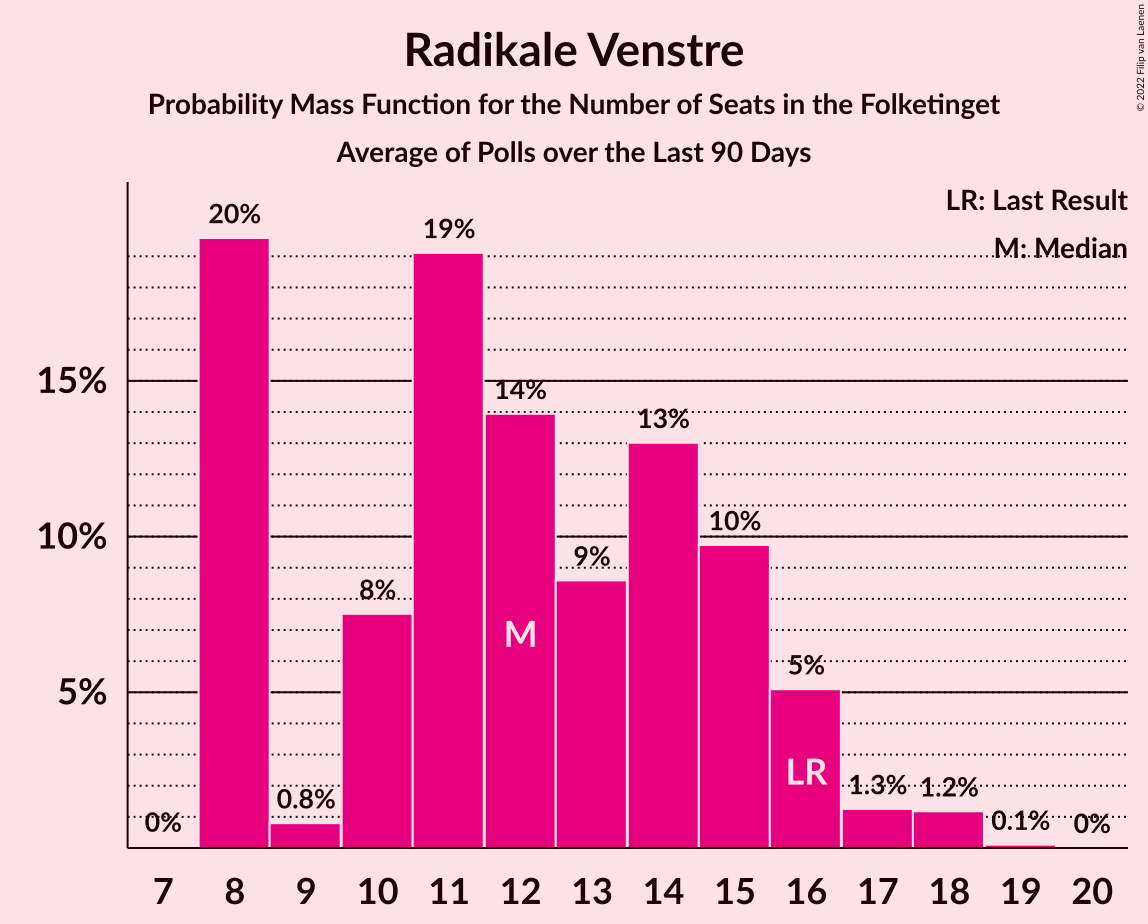 Radikale Venstre
Probability Mass Function for the Number of Seats in the Folketinget
Average of Polls over the Last 90 Days
© 2022 Filip van Laenen
LR: Last Result
M: Median
20%
19%
15%
14%
13%
10%
10%
9%
8%
M
5%
5%
LR
1.3%
1.2%
0.8%
0%
0.1%
0%
7 8 9 10 11 12 13 14 15 16 17 18 19 20